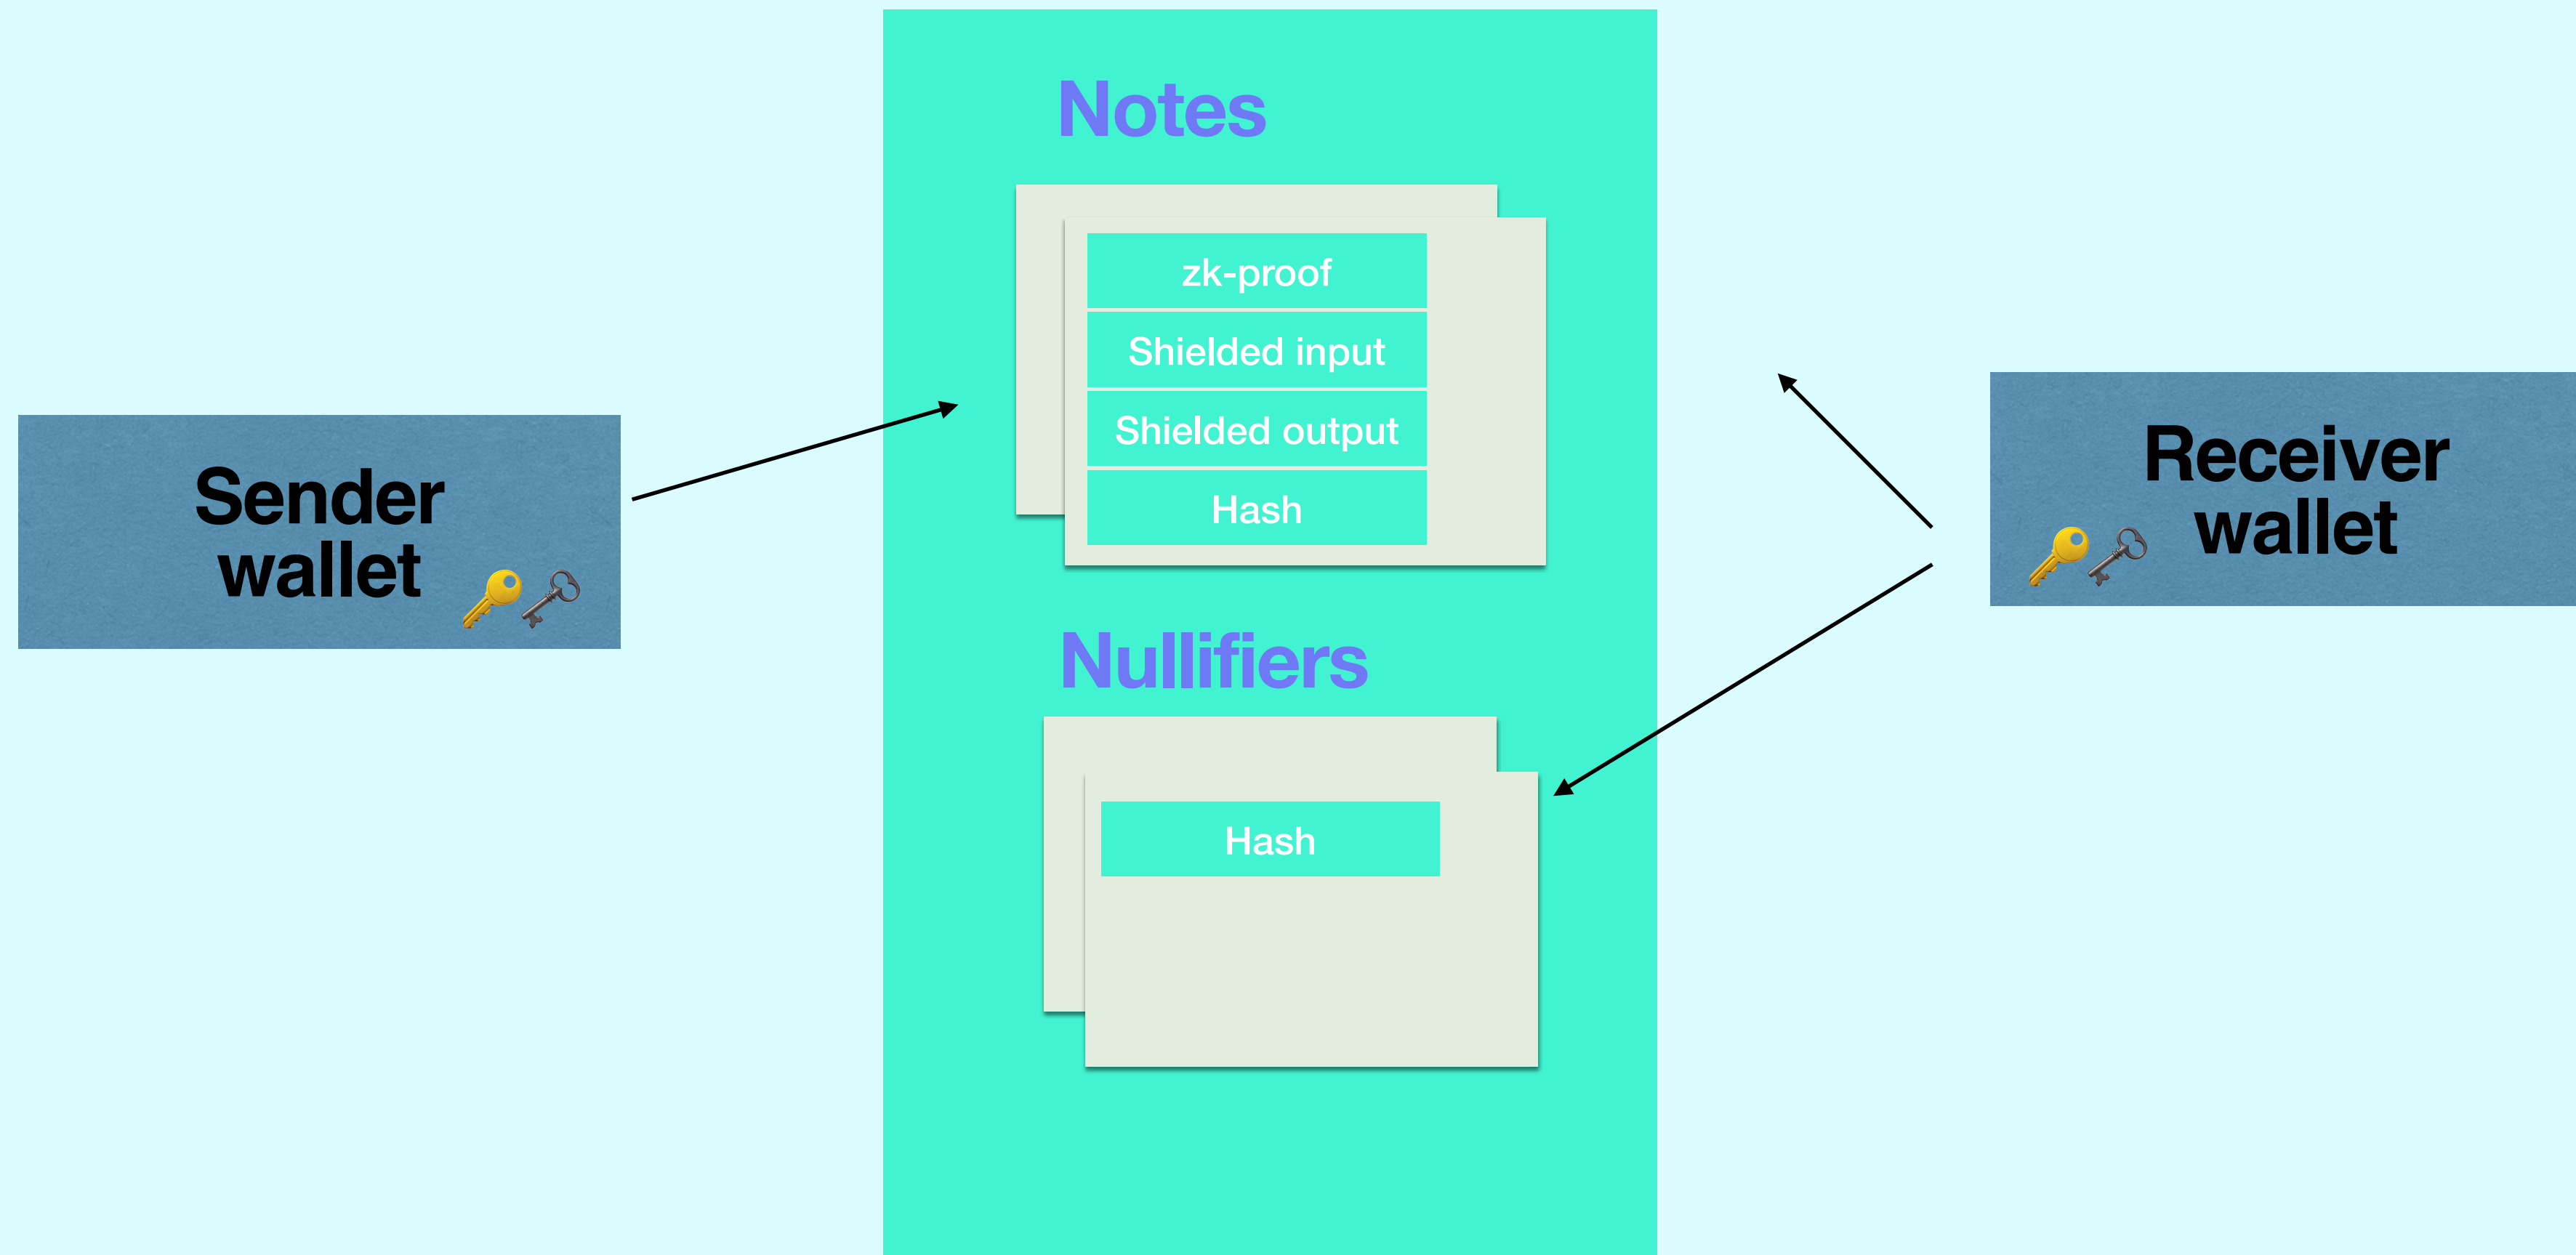 Notes
zk-proof
Shielded input
Shielded output
Hash
Sender
wallet
Receiver
wallet
Nullifiers
Hash